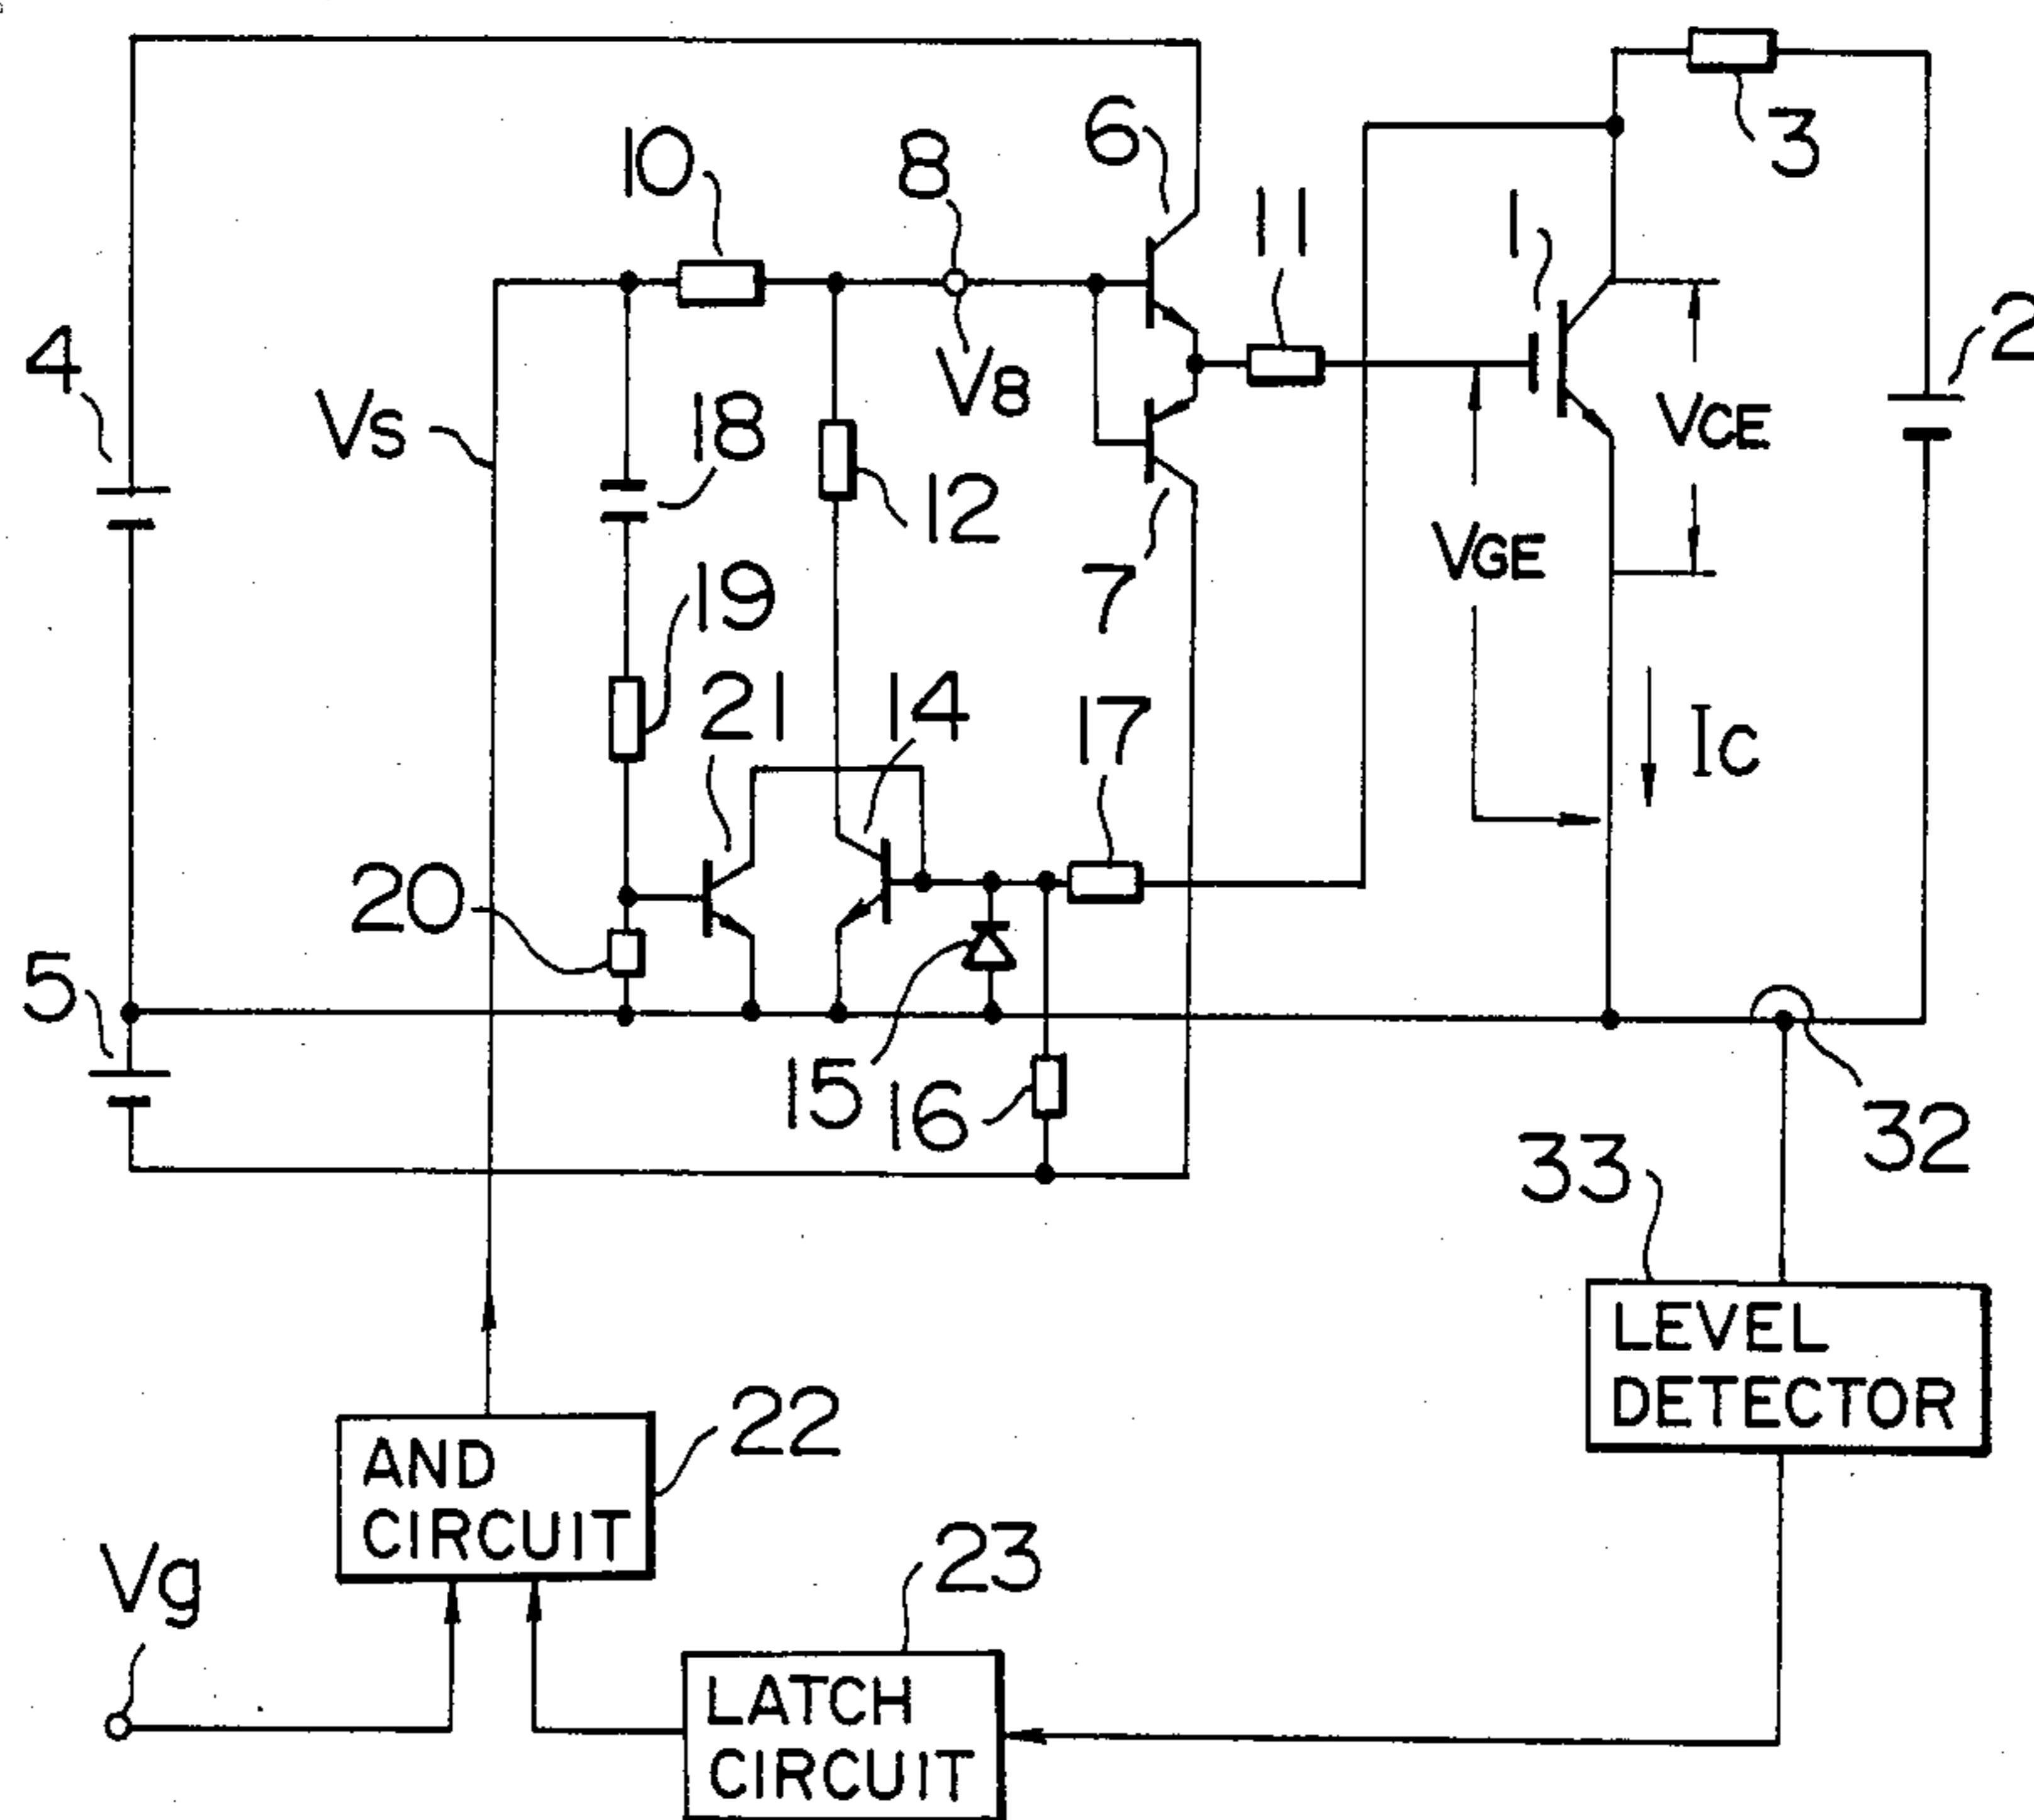 3
6
10
8
11
1
2
4
Vs
18
V8
VCE
12
VGE
19
7
21
14
17
Ic
20
5
15
16
32
33
LEVEL
DETECTOR
22
AND
CIRCUIT
23
Vg
LATCH
CIRCUIT